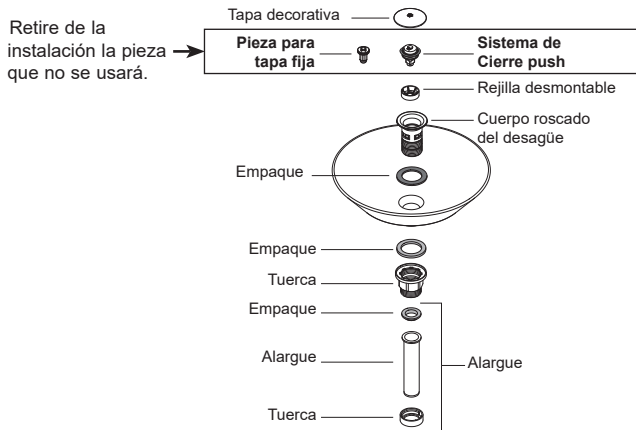 Tapa decorativa
Retire de la
instalación la pieza
que no se usará.
Pieza para
tapa fija
Sistema de
Cierre push
Rejilla desmontable
Cuerpo roscado
del desagüe
Empaque
Empaque
Tuerca
Empaque
Alargue
Alargue
Tuerca